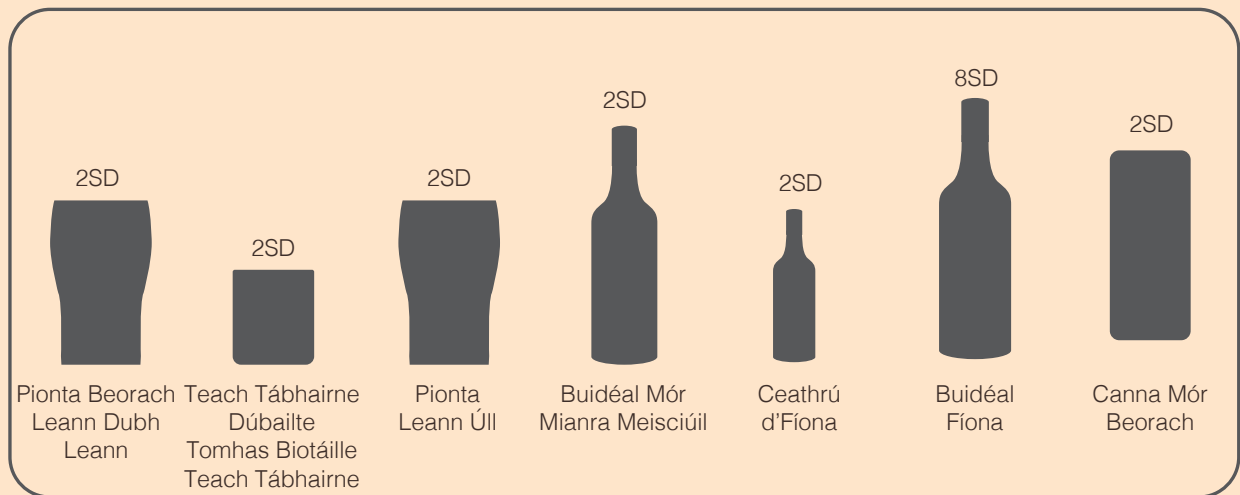 2SD
Pionta Beorach
Leann Dubh
Leann
2SD
Teach Tábhairne
Dúbailte
Tomhas Biotáille
Teach Tábhairne
2SD
Pionta
Leann Úll
2SD
Buidéal Mór
Mianra Meisciúil
2SD
Ceathrú
d'Fíona
8SD
Buidéal
Fíona
2SD
Canna Mór
Beorach